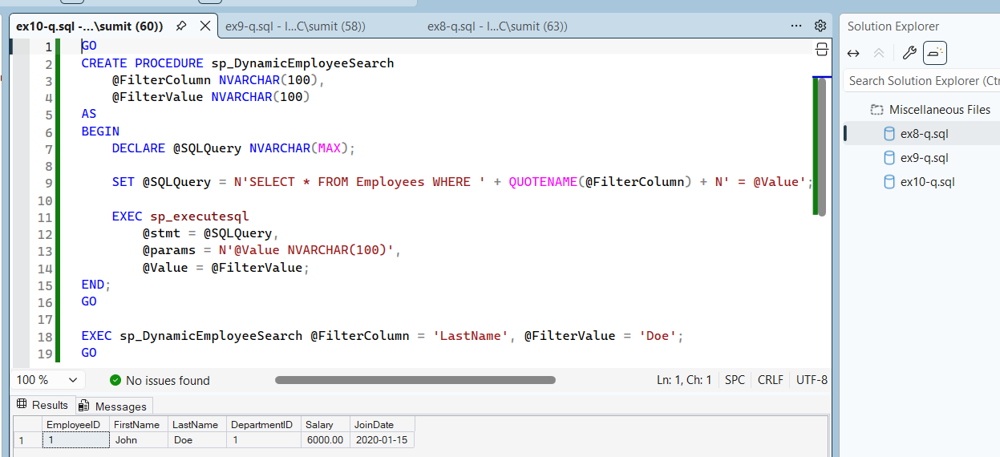 ex10-q.sql -...\sumit (60))
ex9-q.sql - l...C\sumit (58))
ex8-q.sql - l...C\sumit (63))
Solution Explorer
Search Solution Explorer (Ctr
Miscellaneous Files
ex8-q.sql
ex9-q.sql
ex10-q.sql
1 GO
2 CREATE PROCEDURE sp_DynamicEmployeeSearch
3     @FilterColumn NVARCHAR(100),
4     @FilterValue NVARCHAR(100)
5 AS
6 BEGIN
7     DECLARE @SQLQuery NVARCHAR(MAX);
8
9     SET @SQLQuery = N'SELECT * FROM Employees WHERE ' + QUOTENAME(@FilterColumn) + N' = @Value';
10
11     EXEC sp_executesql
12         @stmt = @SQLQuery,
13         @params = N'@Value NVARCHAR(100)',
14         @Value = @FilterValue;
15 END;
16 GO
17
18 EXEC sp_DynamicEmployeeSearch @FilterColumn = 'LastName', @FilterValue = 'Doe';
19 GO
100 %
No issues found
Ln: 1, Ch: 1 SPC CRLF UTF-8
Results Messages
EmployeeID FirstName LastName DepartmentID Salary JoinDate
1 1 John Doe 1 6000.00 2020-01-15